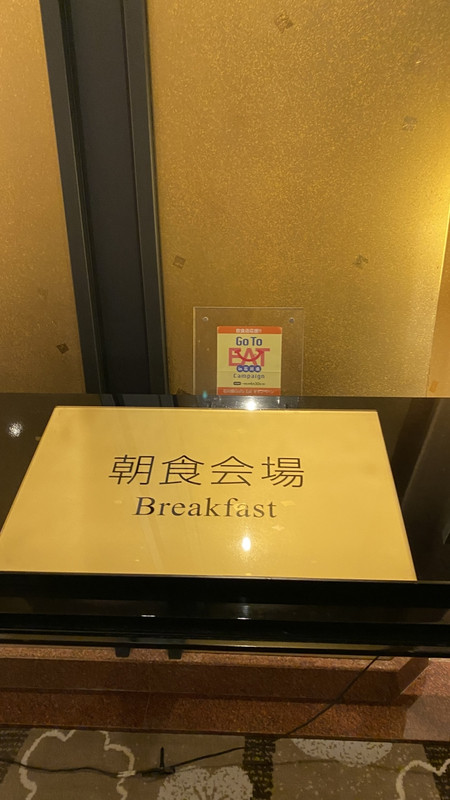 Go To
EAT
Campaign
朝食会場
Breakfast